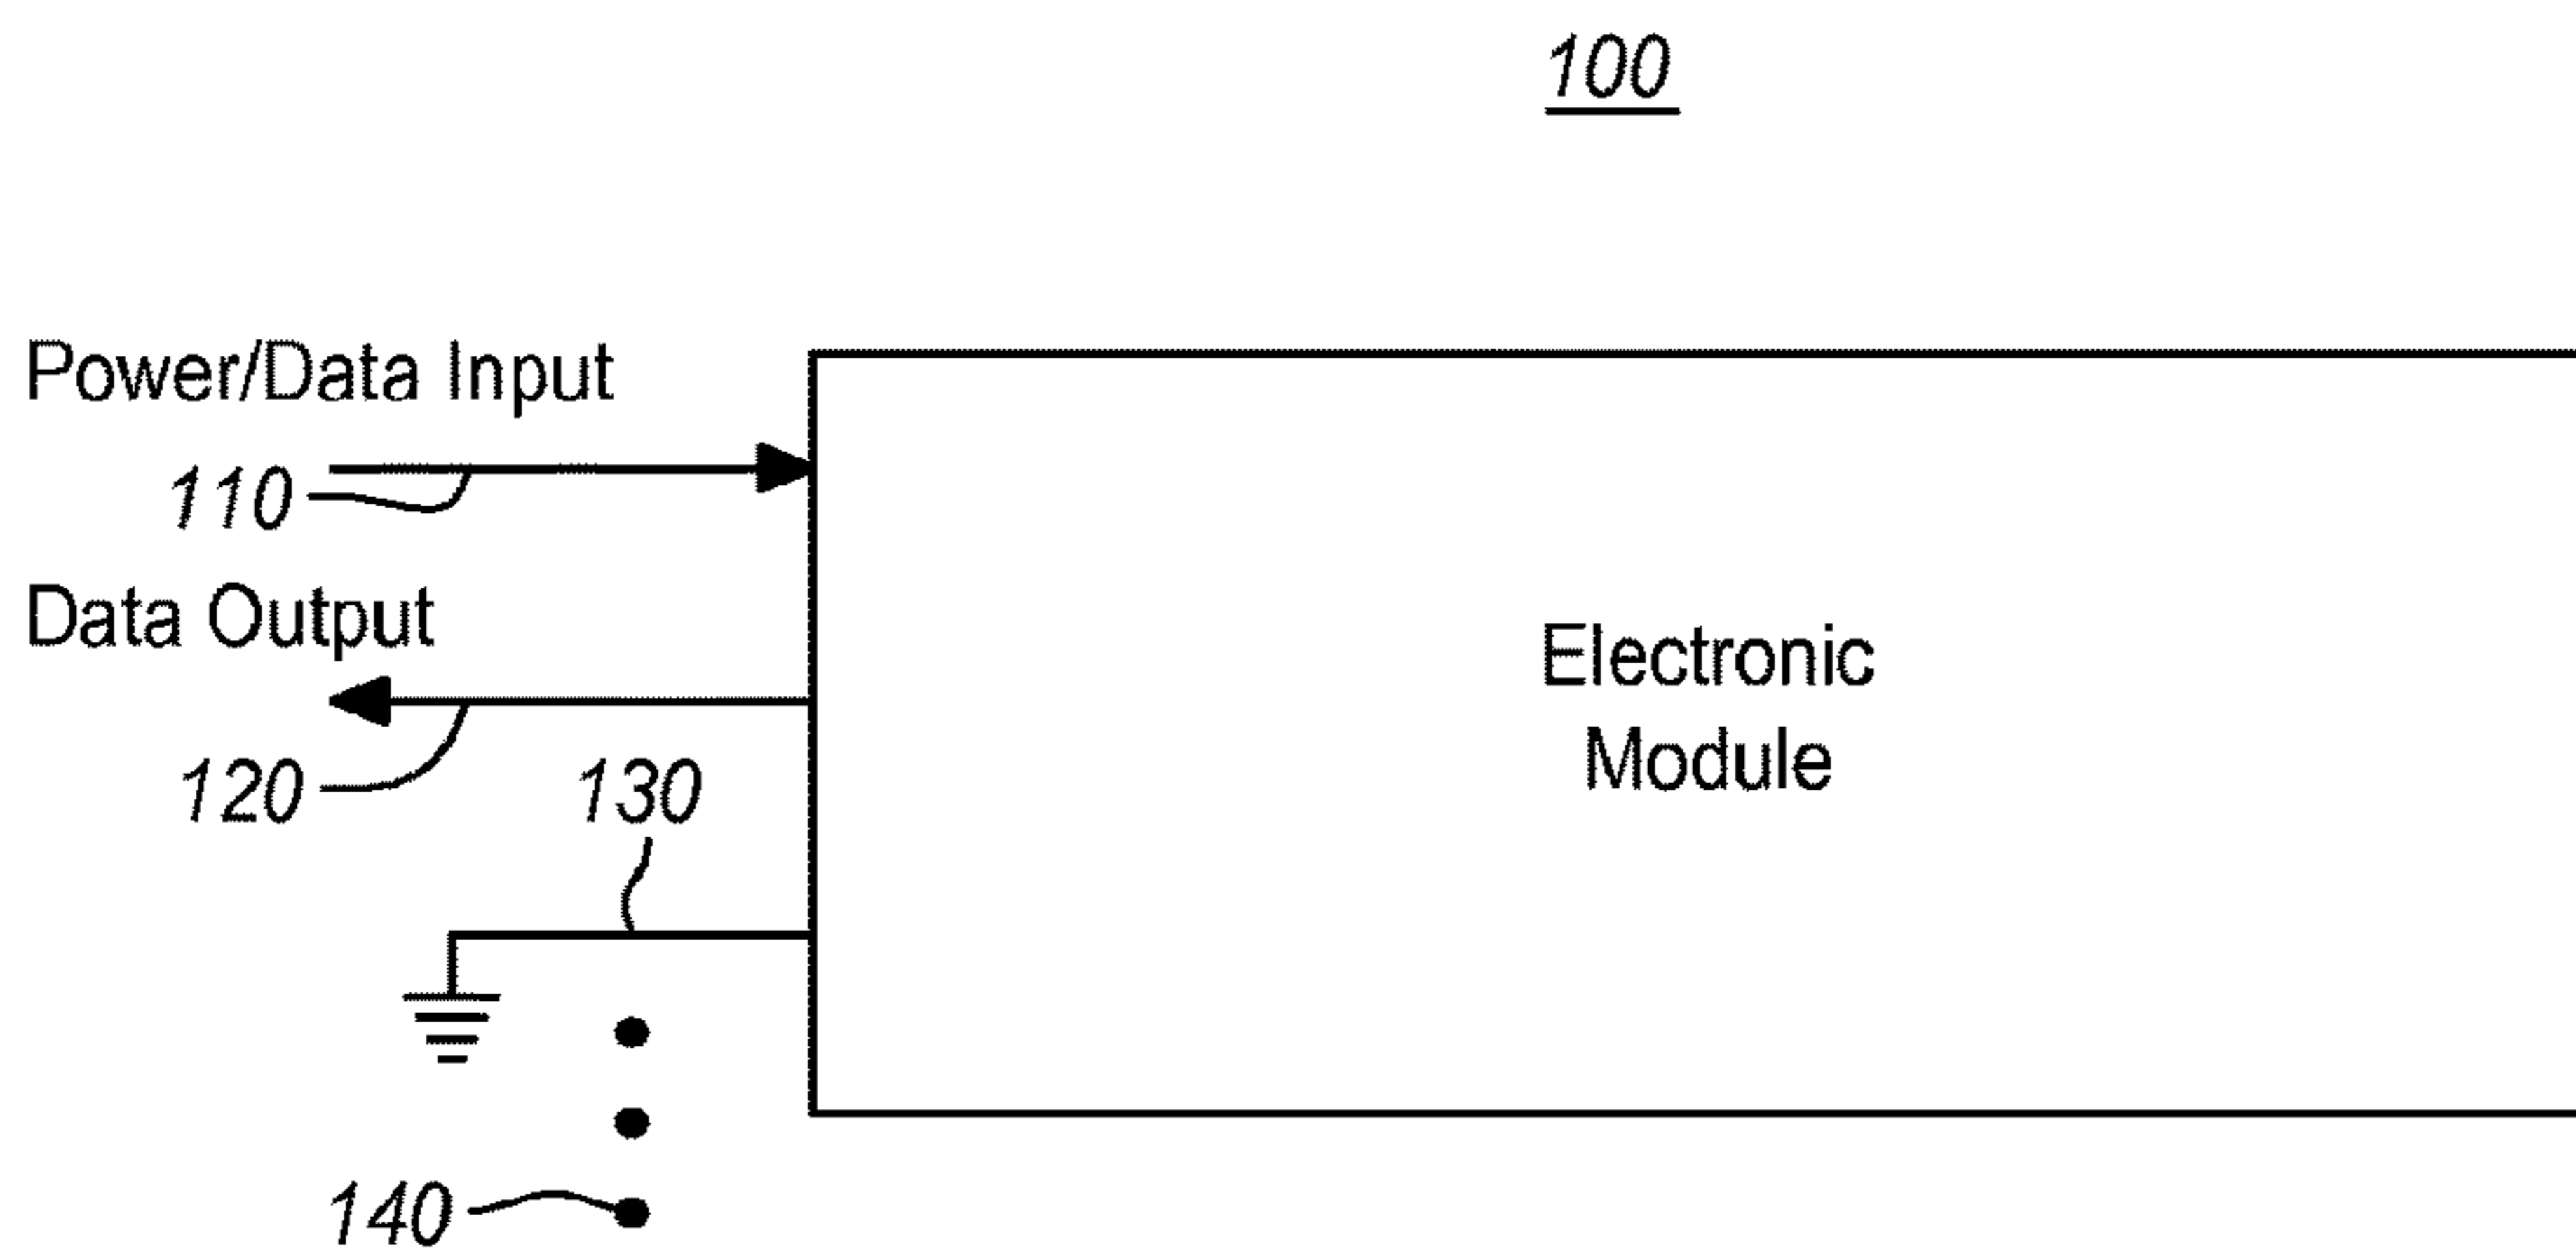 100
Power/Data Input
110
Data Output
120
130
Electronic
Module
140